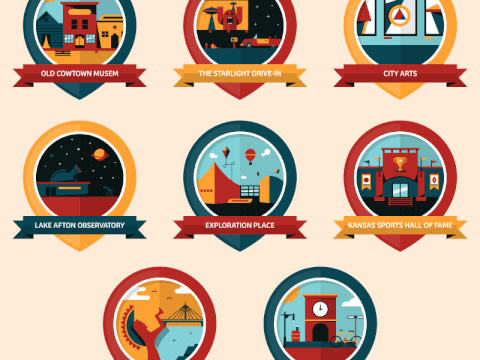 OLD COWTOWN MUSEM
THE STARLIGHT DRIVE-IN
CITY ARTS
LAKE AFTON OBSERVATORY
EXPLORATION PLACE
KANSAS SPORTS HALL OF FAME